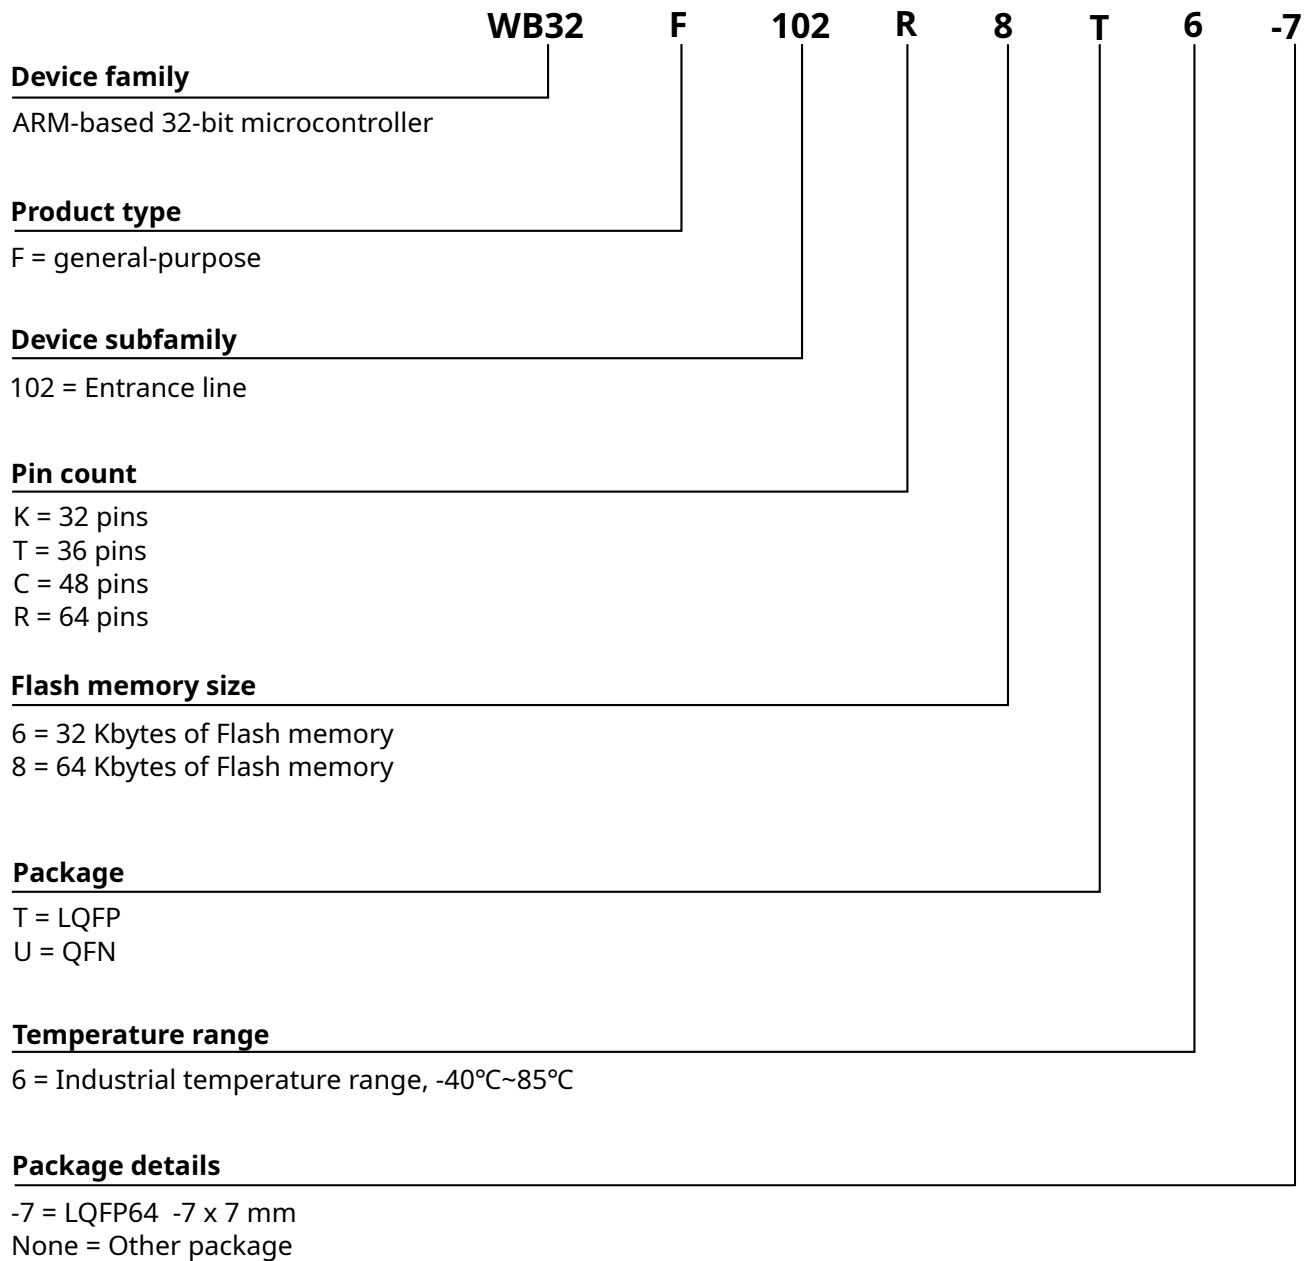 WB32 F 102 R 8 T 6 -7
Device family
ARM-based 32-bit microcontroller
Product type
F = general-purpose
Device subfamily
102 = Entrance line
Pin count
K = 32 pins
T = 36 pins
C = 48 pins
R = 64 pins
Flash memory size
6 = 32 Kbytes of Flash memory
8 = 64 Kbytes of Flash memory
Package
T = LQFP
U = QFN
Temperature range
6 = Industrial temperature range, -40℃~85℃
Package details
-7 = LQFP64  -7 x 7 mm
None = Other package